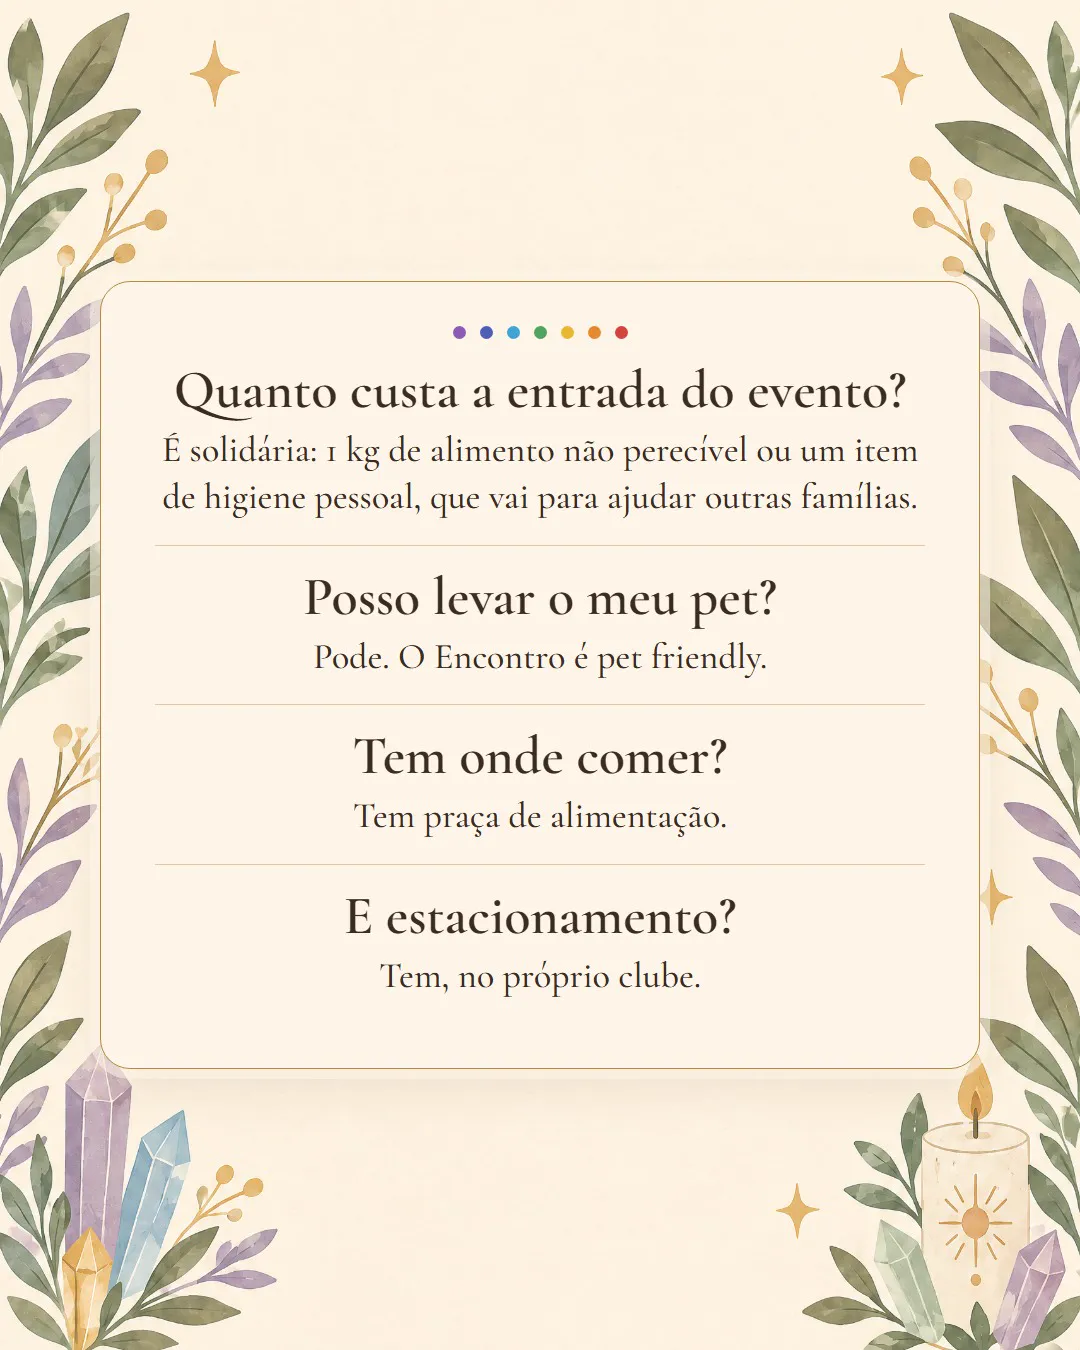 Quanto custa a entrada do evento?
É solidária: 1 kg de alimento não perecível ou um item
de higiene pessoal, que vai para ajudar outras famílias.
Posso levar o meu pet?
Pode. O Encontro é pet friendly.
Tem onde comer?
Tem praça de alimentação.
E estacionamento?
Tem, no próprio clube.